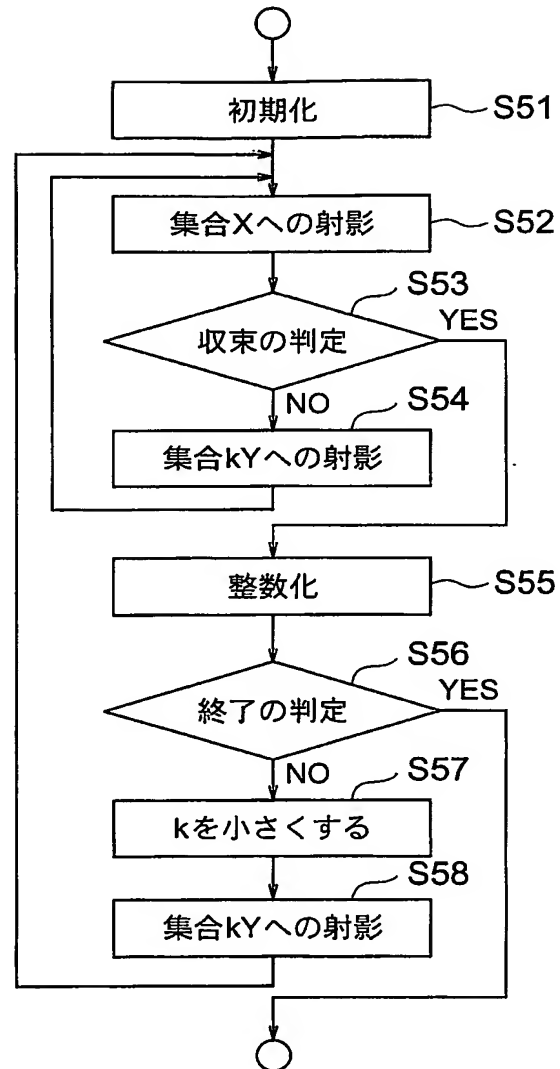 初期化
S51
集合Xへの射影
S52
S53
収束の判定
YES
NO
S54
集合kYへの射影
整数化
S55
S56
終了の判定
YES
NO
S57
kを小さくする
S58
集合kYへの射影